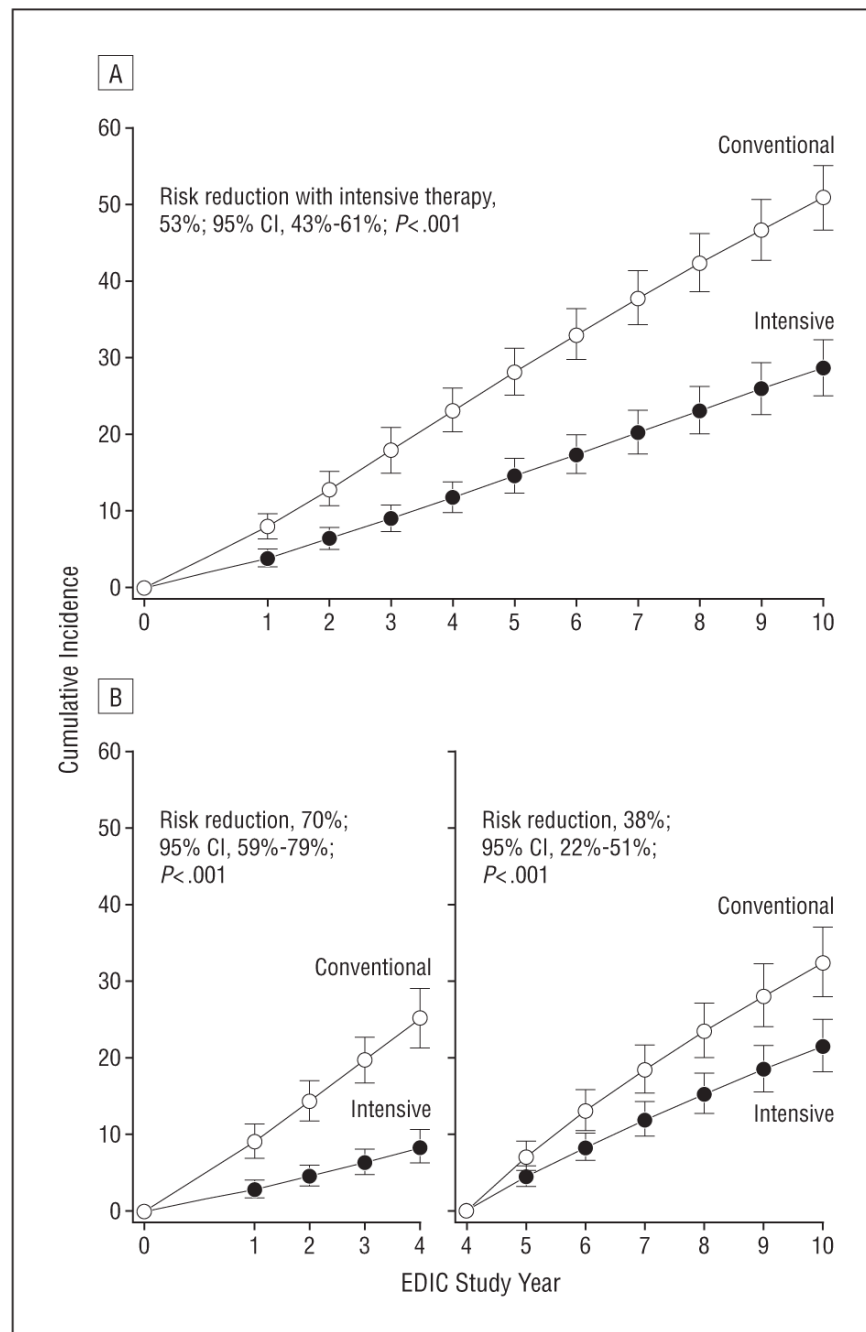 A
60
50
40
30
20
10
0
Conventional
Risk reduction with intensive therapy,
53%; 95% CI, 43%-61%; P<.001
Intensive
0 1 2 3 4 5 6 7 8 9 10
Cumulative Incidence
B
60
50
40
30
20
10
0
Risk reduction, 70%;
95% CI, 59%-79%;
P<.001
Conventional
Intensive
0 1 2 3 4
Risk reduction, 38%;
95% CI, 22%-51%;
P<.001
Conventional
Intensive
4 5 6 7 8 9 10
EDIC Study Year